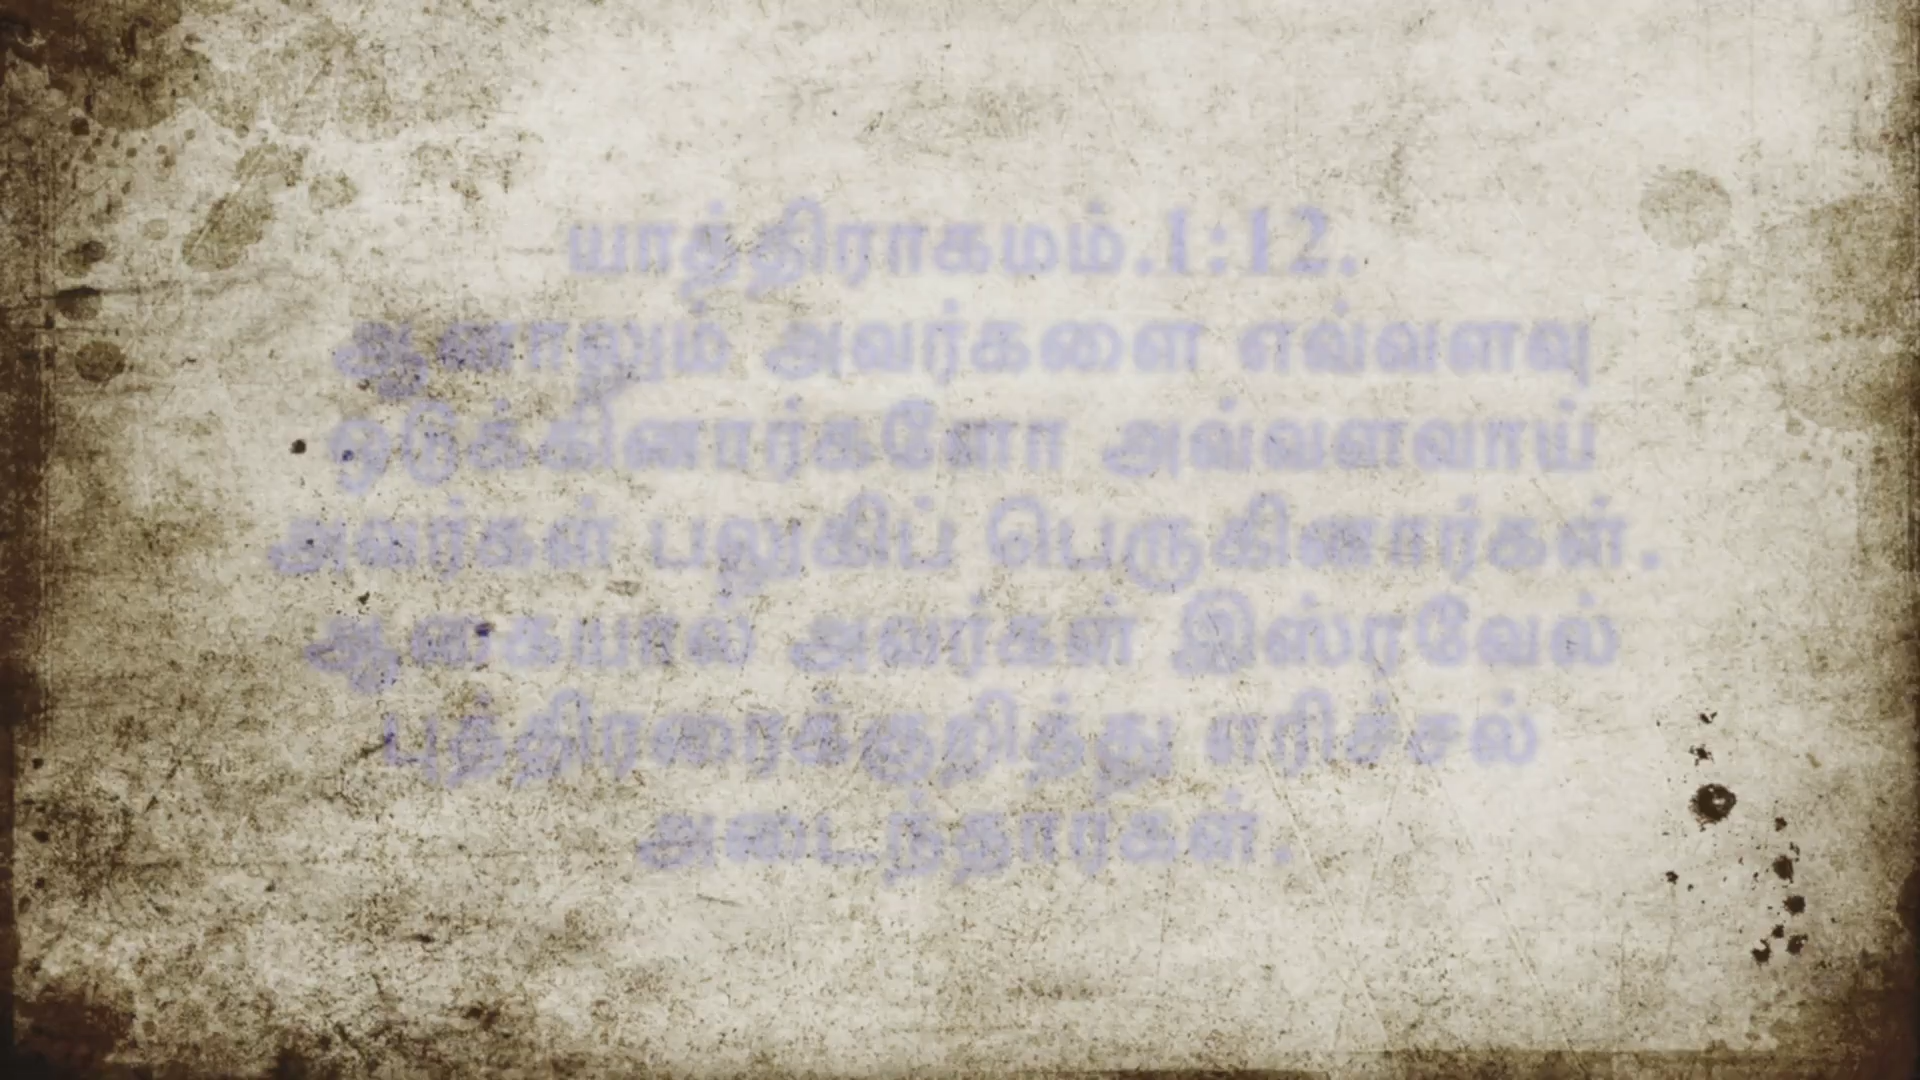 யாத்திராகமம்.1:12.
ஆனாலும் அவர்களை எவ்வளவு
ஒடுக்கினார்களோ அவ்வளவாய்
அவர்கள் பலுகிப் பெருகினார்கள்.
ஆகையால் அவர்கள் இஸ்ரவேல்
புத்திரரைக்குறித்து எரிச்சல்
அடைந்தார்கள்.